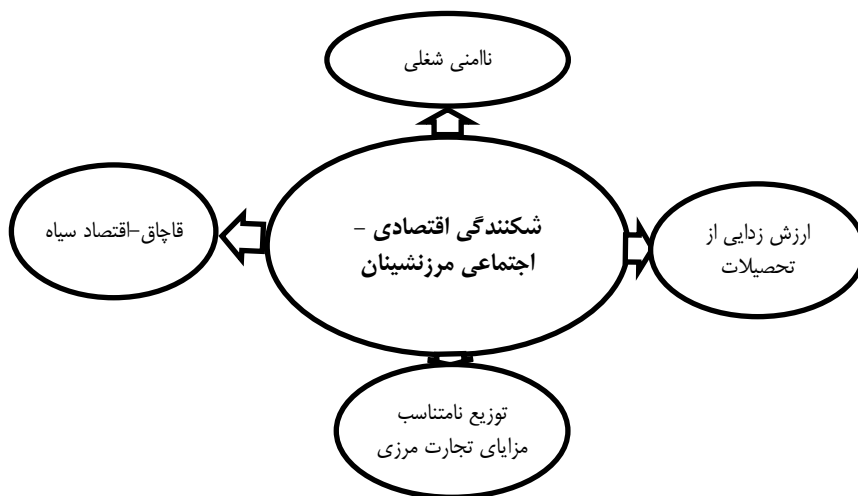 ناامنی شغلی
شکنندگی اقتصادی –
اجتماعی مرزنشینان
ارزش زدایی از
تحصیلات
قاچاق-اقتصاد سیاه
توزیع نامتناسب
مزایای تجارت مرزی